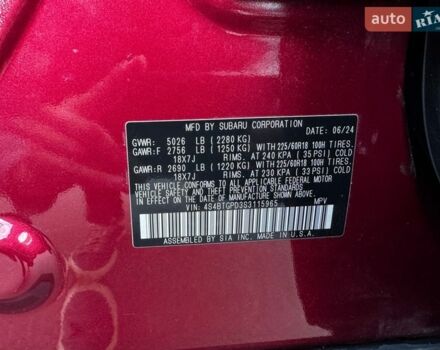 auto RIA
MFD BY SUBARU CORPORATION DATE 06/24
GVWR: 5026 LB (2280 KG)
GAWR:F 2756 LB (1250 KG) WITH 225/60R18 100H TIRES
18X7J RIMS. AT 240 KPA (35 PSI) COLD
GAWR:R 2690 LB (1220 KG) WITH 225/60R18 100H TIRES
18X7J RIMS. AT 230 KPA (33 PSI) COLD
THIS VEHICLE CONFORMS TO ALL APPLICABLE FEDERAL MOTOR
VEHICLE SAFETY AND THEFT PREVENTION STANDARDS IN
EFFECT ON THE DATE OF MANUFACTURE SHOWN ABOVE.
VIN: 4S4BTGPD3S3115965 MPV
ASSEMBLED BY SIA INC. MADE IN U.S.A.